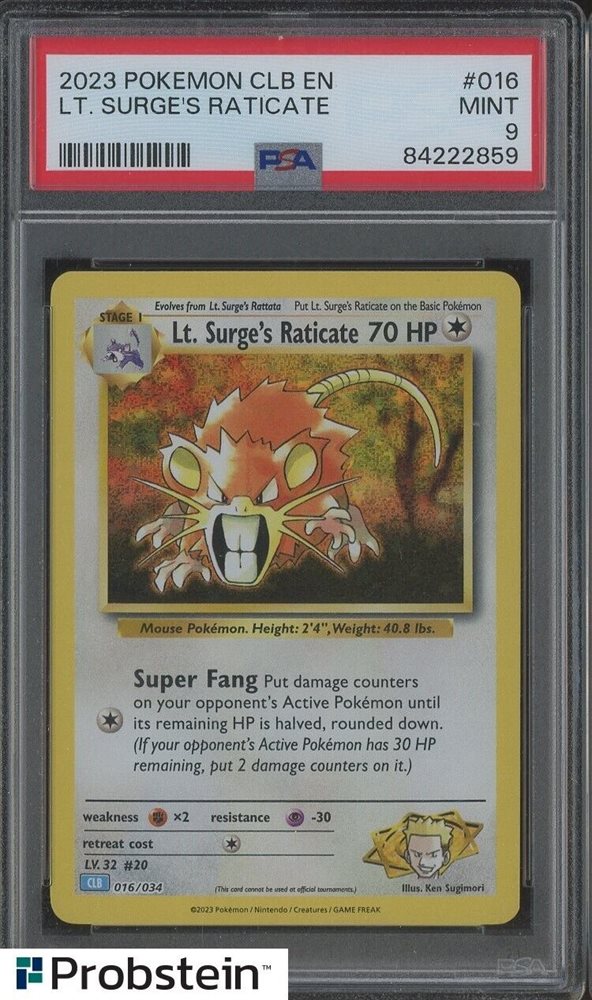 2023 POKEMON CLB EN #016
LT. SURGE'S RATICATE MINT
9
PSA 84222859
STAGE 1
Evolves from Lt. Surge's Rattata Put Lt. Surge's Raticate on the Basic Pokémon
Lt. Surge's Raticate 70 HP
Mouse Pokémon. Height: 2'4", Weight: 40.8 lbs.
Super Fang Put damage counters
on your opponent's Active Pokémon until
its remaining HP is halved, rounded down.
(If your opponent's Active Pokémon has 30 HP
remaining, put 2 damage counters on it.)
weakness ×2 resistance -30
retreat cost
LV. 32 #20
CLB 016/034 (This card cannot be used at official tournaments.) Illus. Ken Sugimori
©2023 Pokémon / Nintendo / Creatures / GAME FREAK
PSA
Probstein™